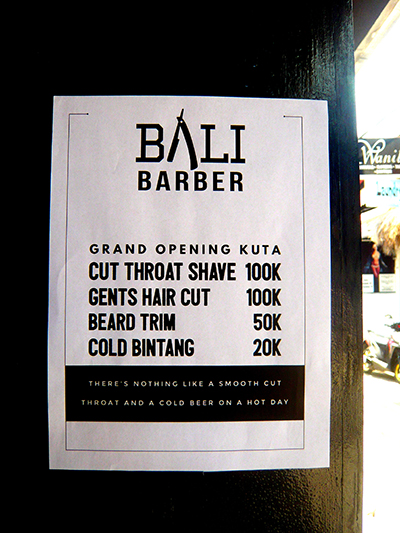 BALI
BARBER
GRAND OPENING KUTA
CUT THROAT SHAVE 100K
GENTS HAIR CUT 100K
BEARD TRIM 50K
COLD BINTANG 20K
THERE'S NOTHING LIKE A SMOOTH CUT
THROAT AND A COLD BEER ON A HOT DAY